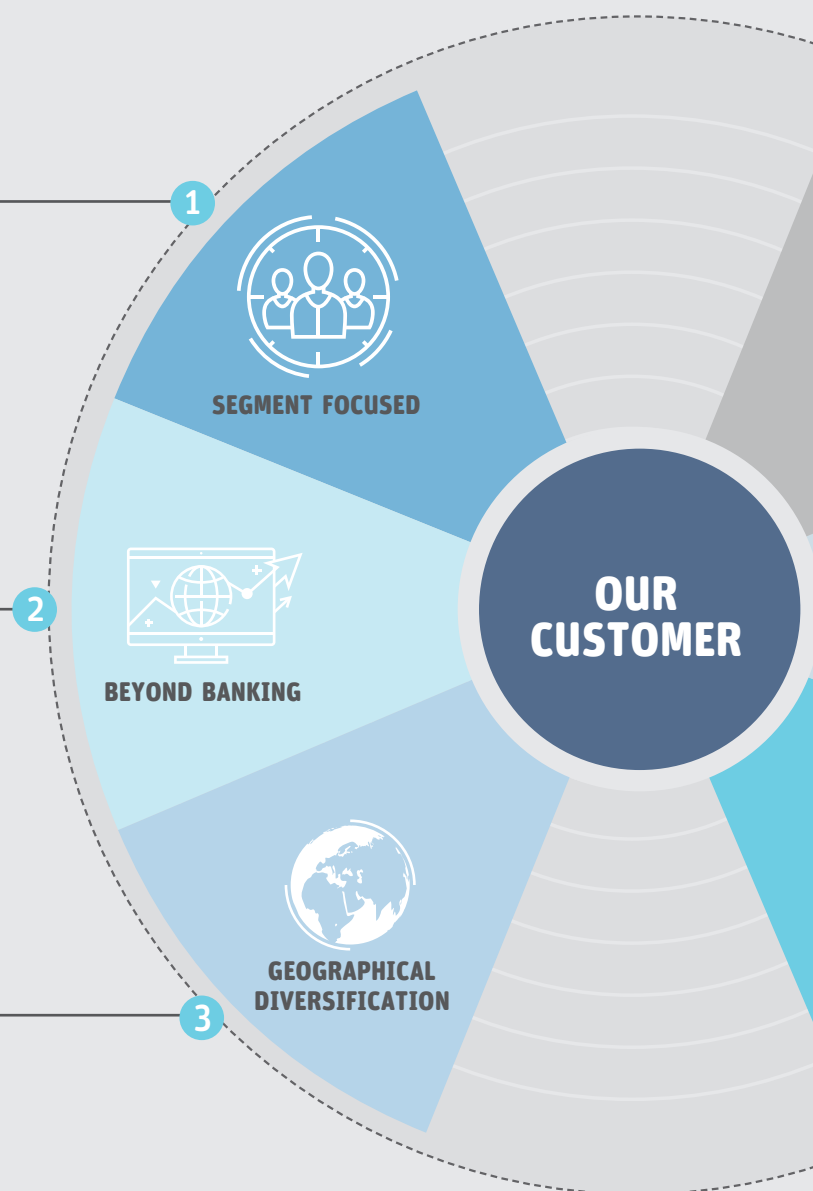 1
SEGMENT FOCUSED
2
BEYOND BANKING
OUR
CUSTOMER
GEOGRAPHICAL
DIVERSIFICATION
3